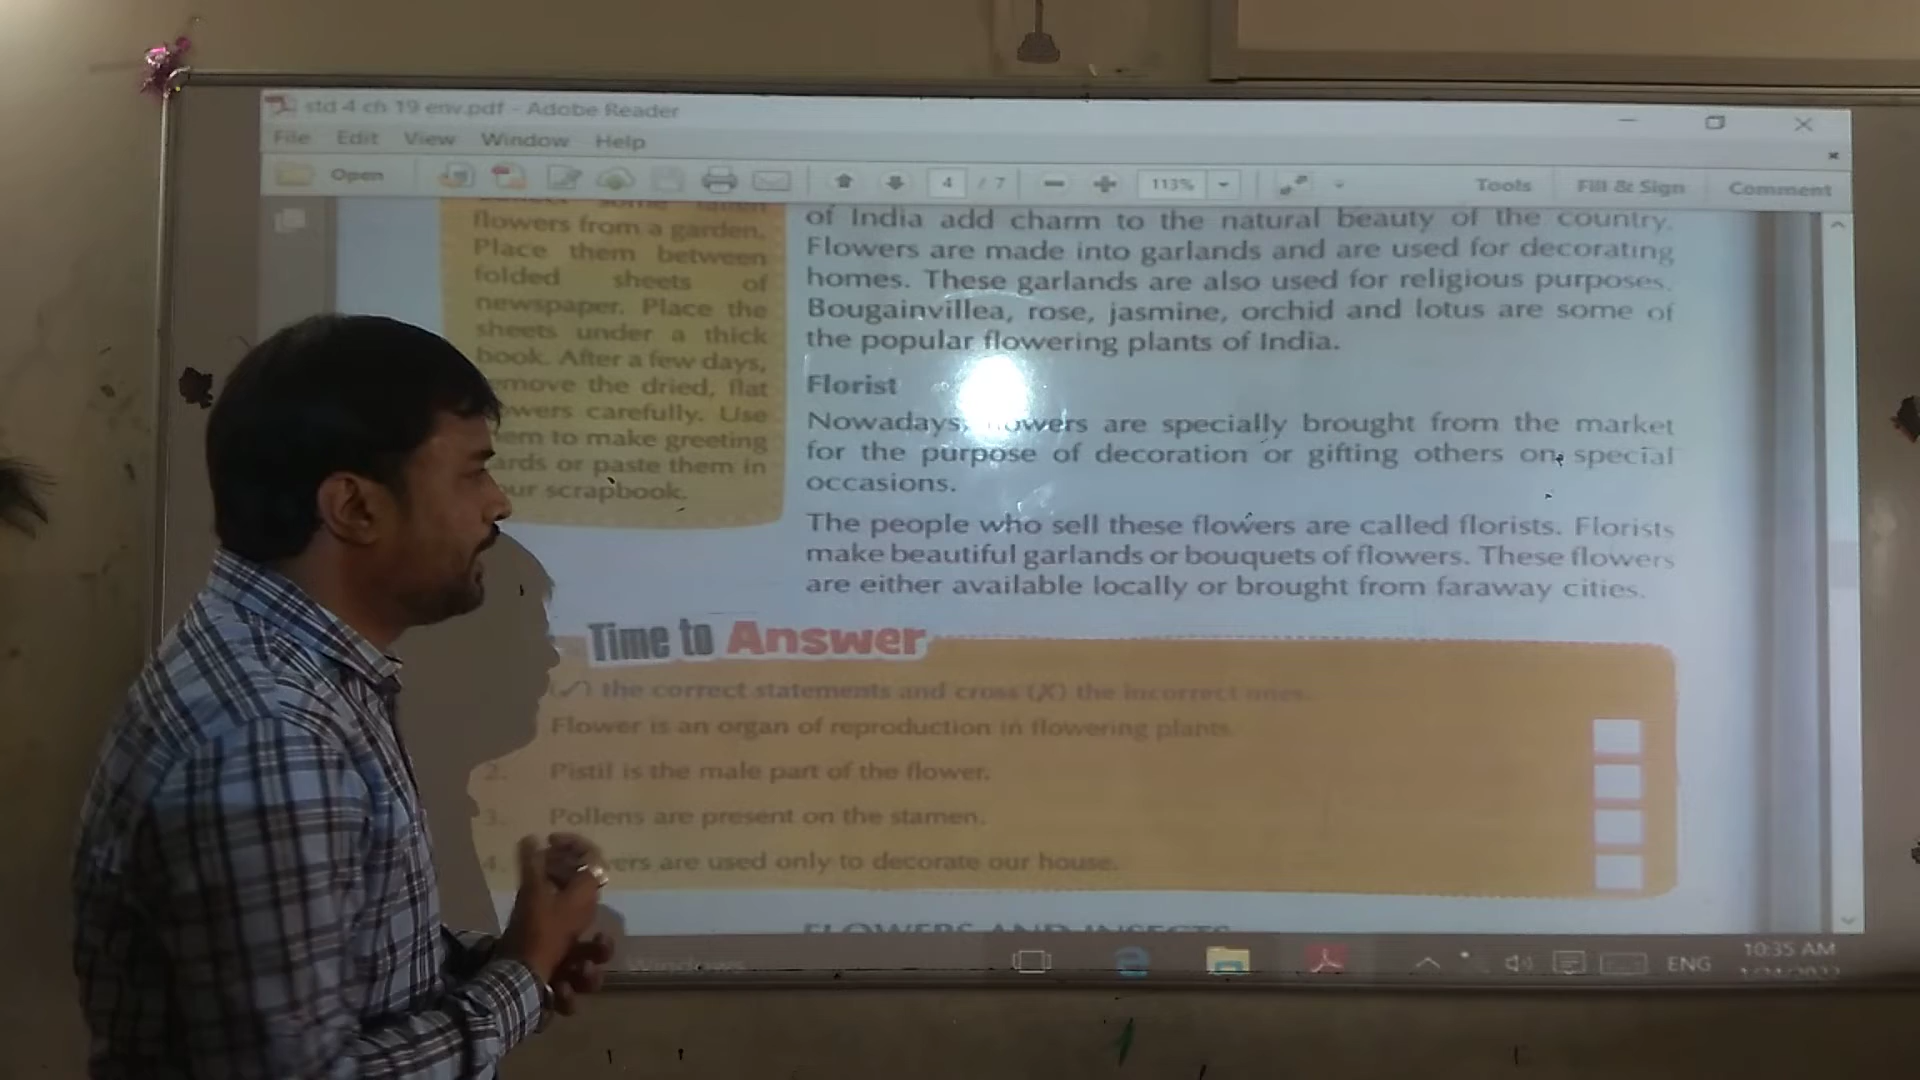 std 4 ch 19 env.pdf - Adobe Reader
File Edit View Window Help
Open 4 / 7 113% Tools Fill & Sign Comment
flowers from a garden.
Place them between
folded sheets of
newspaper. Place the
sheets under a thick
book. After a few days,
the dried, flat
carefully. Use
to make greeting
or paste them in
scrapbook.
of India add charm to the natural beauty of the country.
Flowers are made into garlands and are used for decorating
homes. These garlands are also used for religious purposes.
Bougainvillea, rose, jasmine, orchid and lotus are some of
the popular flowering plants of India.
Florist
Nowadays, are specially brought from the market
for the purpose of decoration or gifting others on special
occasions.
The people who sell these flowers are called florists. Florists
make beautiful garlands or bouquets of flowers. These flowers
are either available locally or brought from faraway cities.
Time to Answer
(✓) the correct statements and cross (X) the incorrect ones.
Flower is an organ of reproduction in flowering plants.
2. Pistil is the male part of the flower.
3. Pollens are present on the stamen.
4. are used only to decorate our house.
FLOWERS AND INSECTS
Windows
ENG
10:35 AM